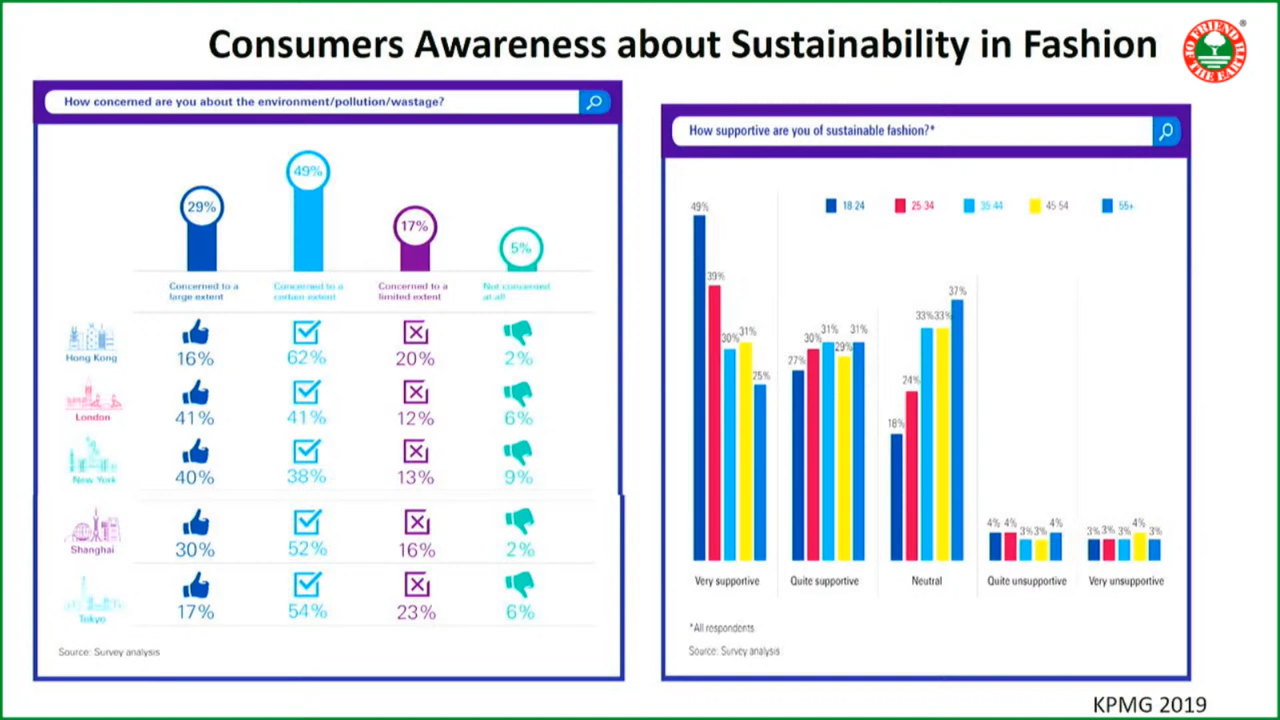 Consumers Awareness about Sustainability in Fashion
®
JO FRIEND HAI
THE EARTH
How concerned are you about the environment/pollution/wastage?
29%
49%
17%
5%
Concerned to a
large extent
Concerned to a
certain extent
Concerned to a
limited extent
Not concerned
at all
Hong Kong
16% 62% 20% 2%
London
41% 41% 12% 6%
New York
40% 38% 13% 9%
Shanghai
30% 52% 16% 2%
Tokyo
17% 54% 23% 6%
Source: Survey analysis
How supportive are you of sustainable fashion?*
18 24 25-34 35-44 45 54 55+
49% 39% 30% 31% 25%
27% 30% 31% 29% 31%
18% 24% 33% 33% 37%
4% 4% 3% 3% 4%
3% 3% 3% 4% 3%
Very supportive Quite supportive Neutral Quite unsupportive Very unsupportive
*All respondents
Source: Survey analysis
KPMG 2019